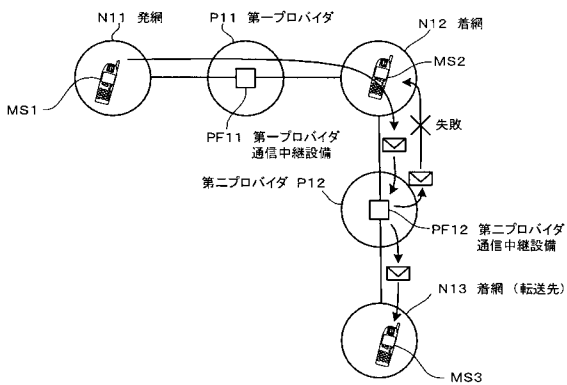 N11 発網
P11 第一プロバイダ
N12 着網
MS2
MS1
PF11 第一プロバイダ
通信中継設備
失敗
第二プロバイダ P12
PF12 第二プロバイダ
通信中継設備
N13 着網（転送先）
MS3